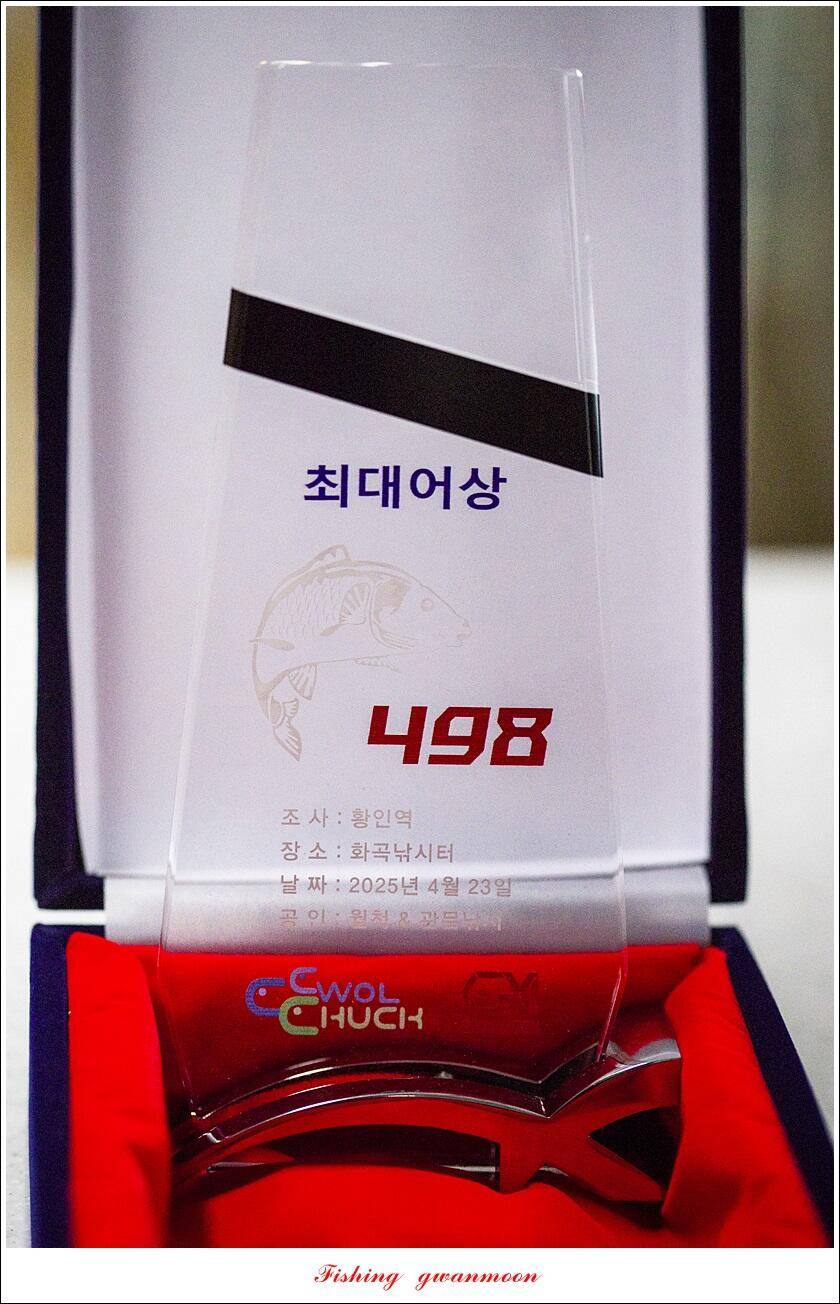 최대어상
498
조 사 : 황인역
장 소 : 화곡낚시터
날 짜 : 2025년 4월 23일
공 인 : 월척 & 관문낚시
CWOL
CHUCK
Fishing gwanmoon